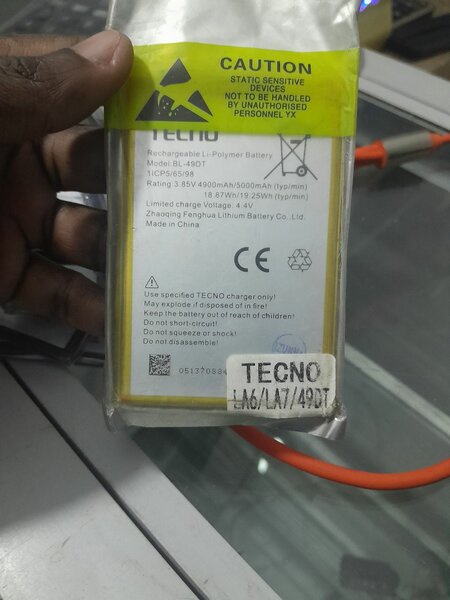 CAUTION
STATIC SENSITIVE
DEVICES
NOT TO BE HANDLED
BY UNAUTHORISED
PERSONNEL YX
TECNO
Rechargeable Li-Polymer Battery
Model:BL-49DT
1ICP5/65/98
Rating:3.85V 4900mAh/5000mAh (typ/min)
18.87Wh/19.25Wh (typ/min)
Limited charge Voltage: 4.4V
Zhaoqing Fenghua Lithium Battery Co.,Ltd.
Made in China
CE
Use specified TECNO charger only!
May explode if disposed of in fire!
Keep the battery out of reach of children!
Do not short-circuit!
Do not squeeze or shock!
Do not disassemble!
TECNO
LA6/LA7/49DT